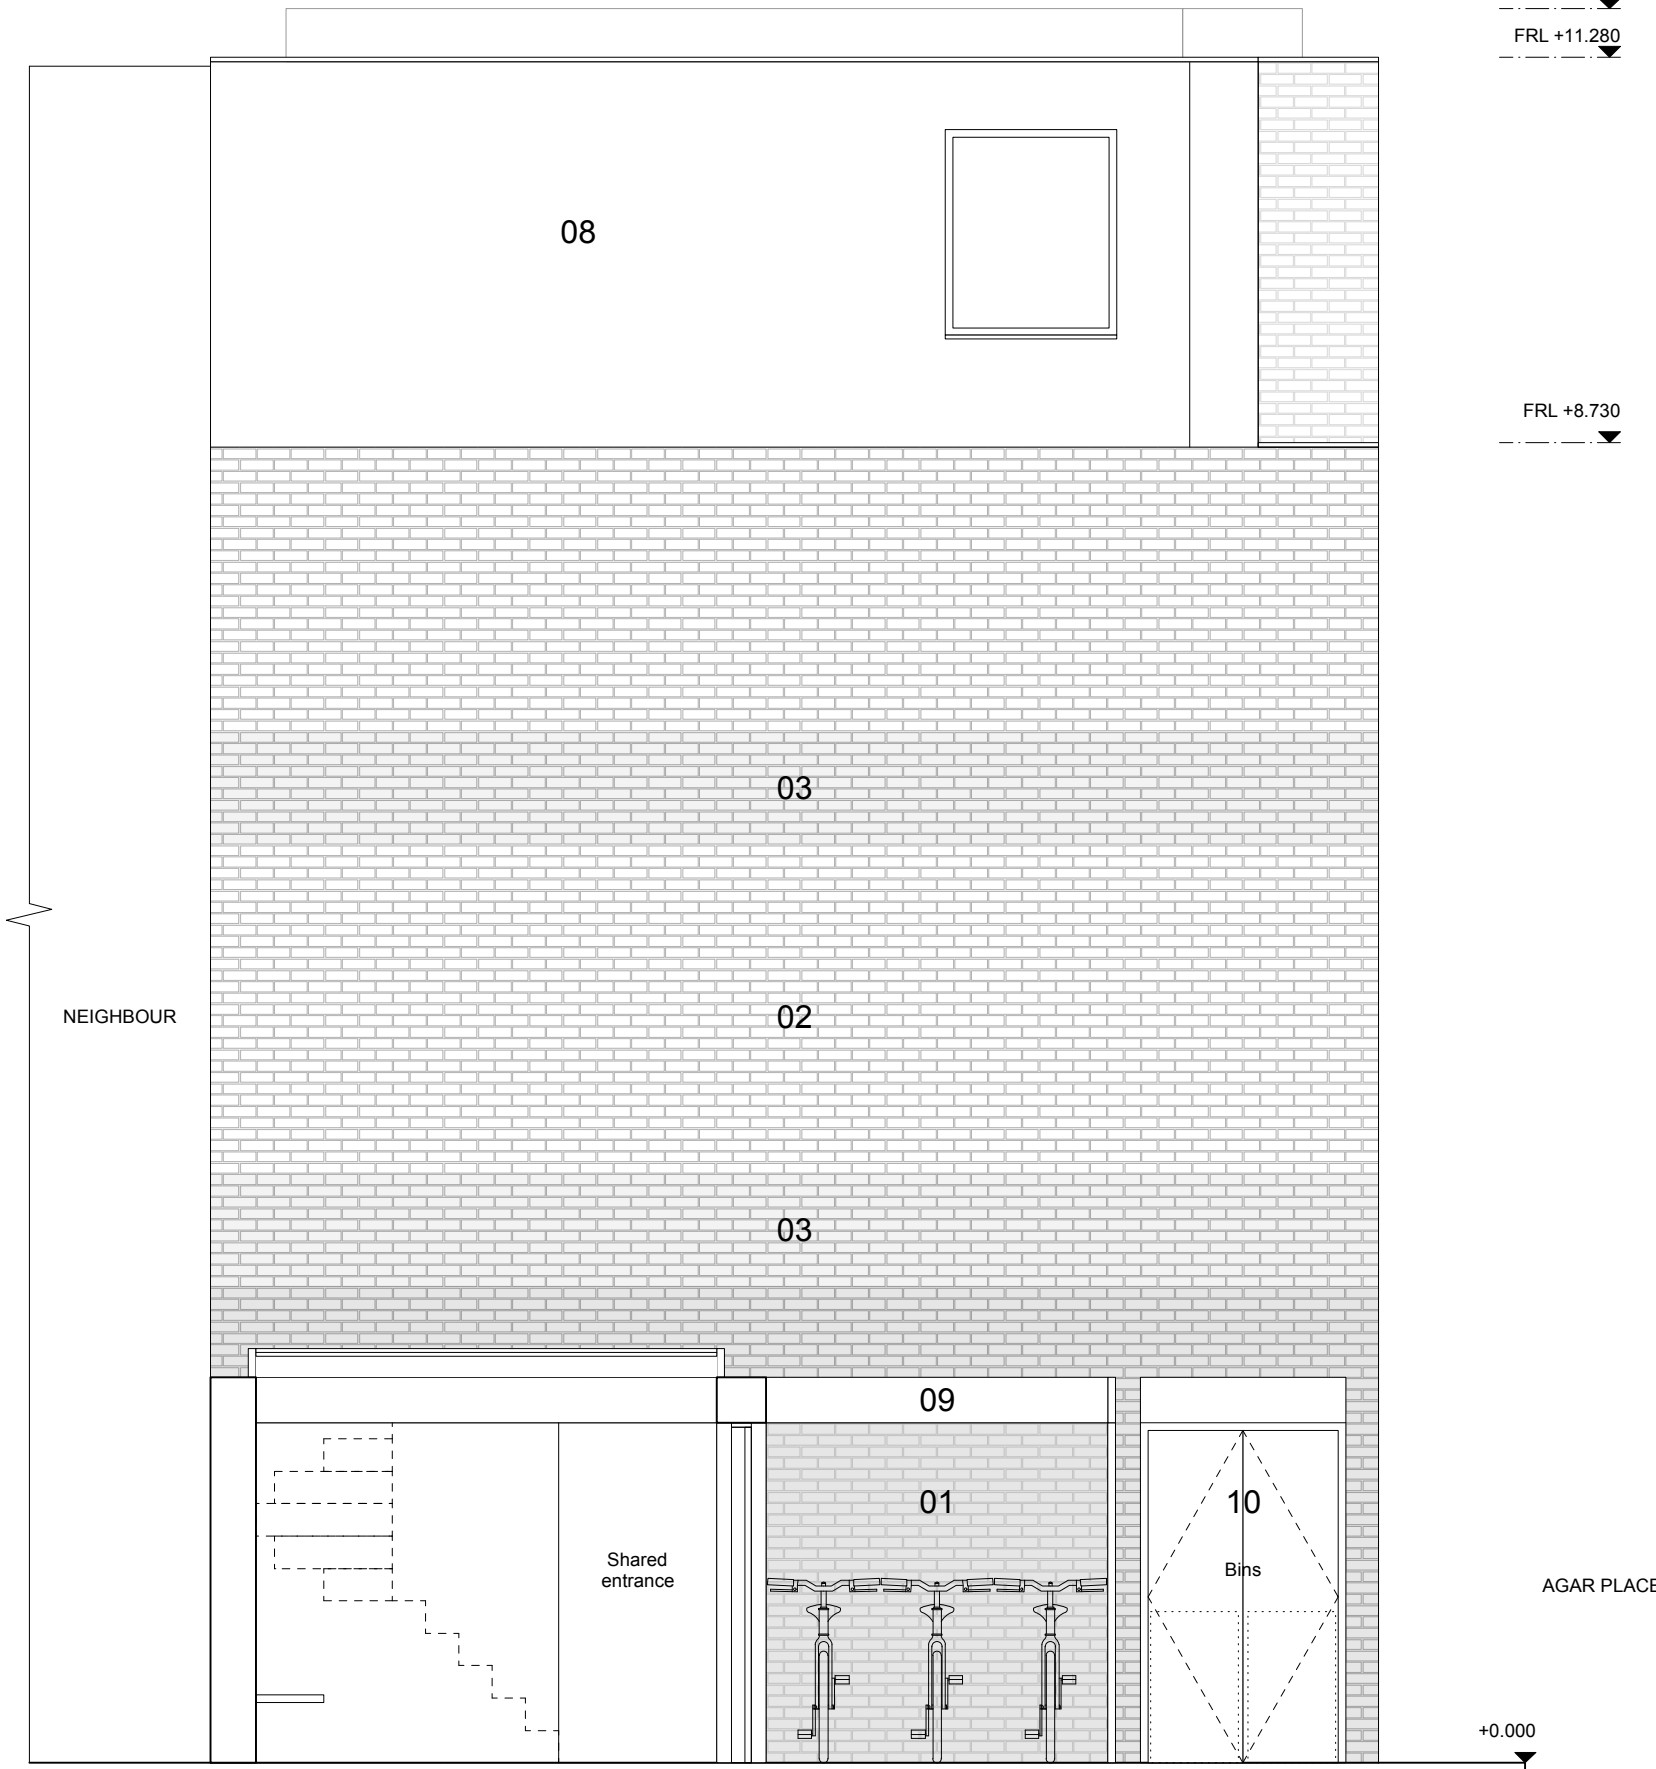 FRL +11.280
08
FRL +8.730
03
NEIGHBOUR
02
03
09
01
10
Shared
entrance
Bins
AGAR PLACE
+0.000